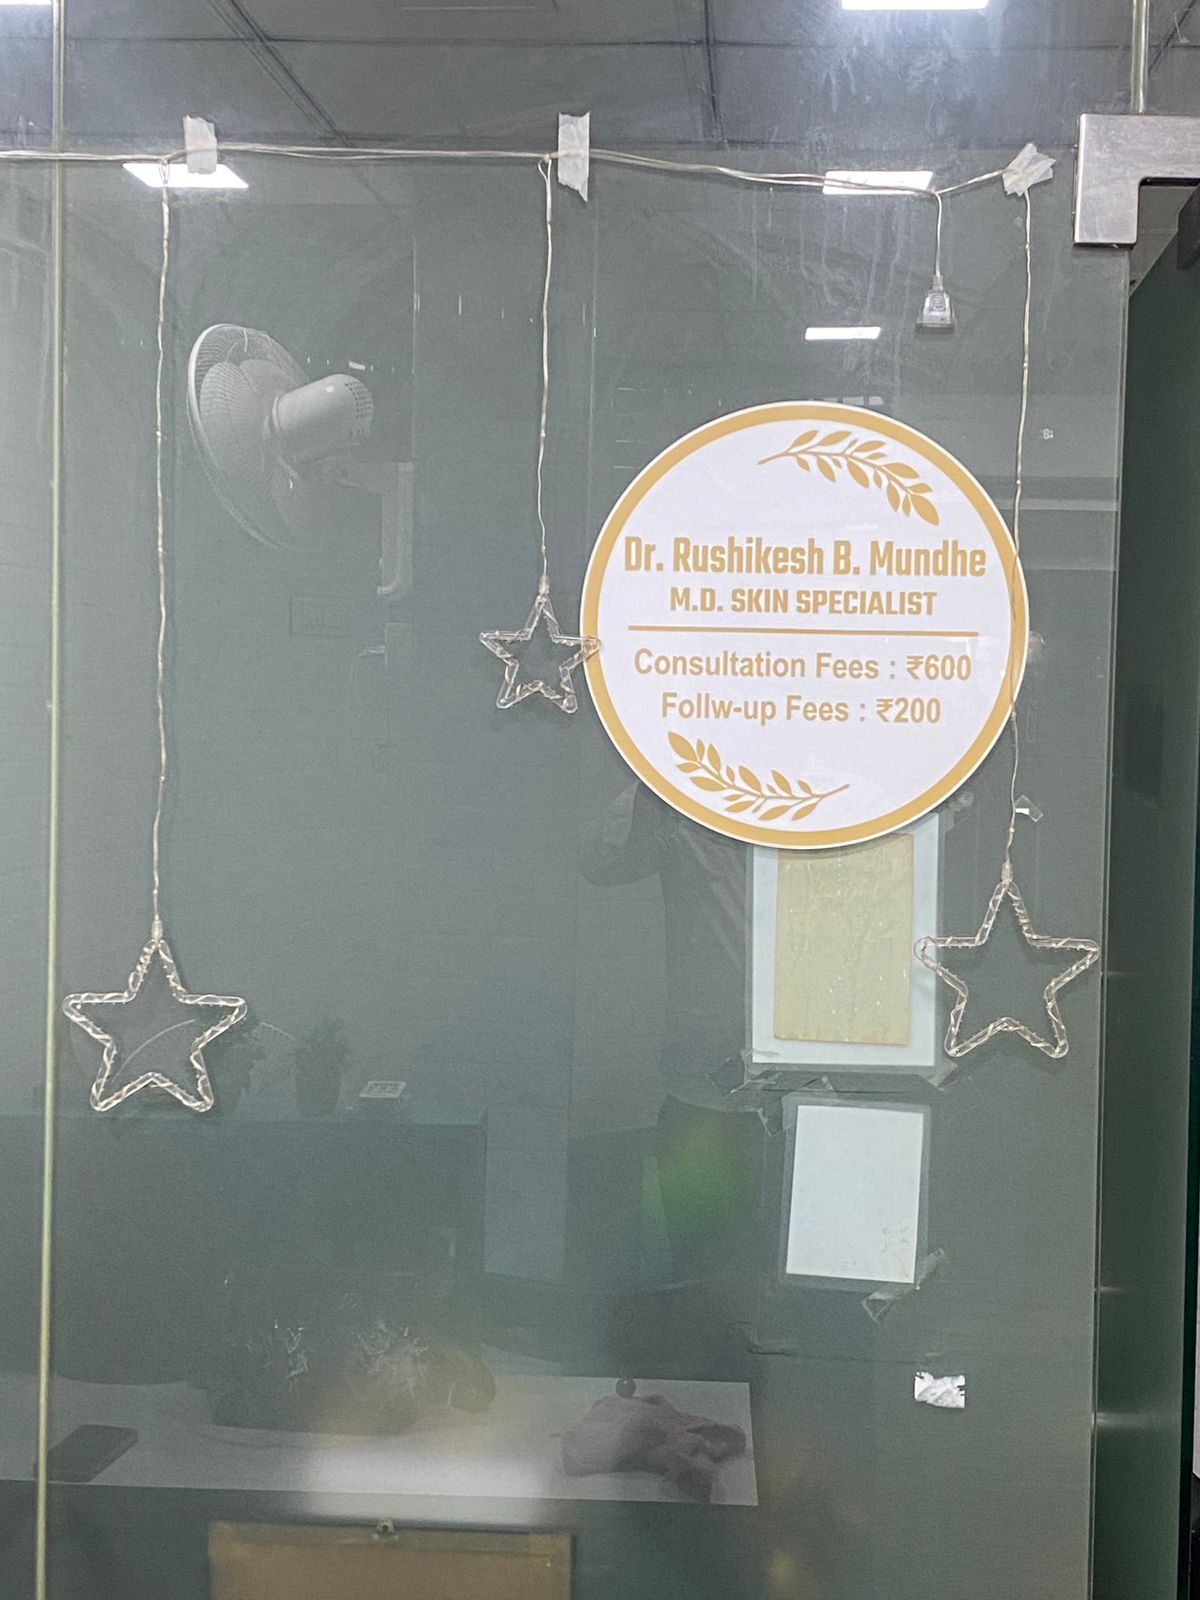 Dr. Rushikesh B. Mundhe
M.D. SKIN SPECIALIST
Consultation Fees : ₹600
Follw-up Fees : ₹200